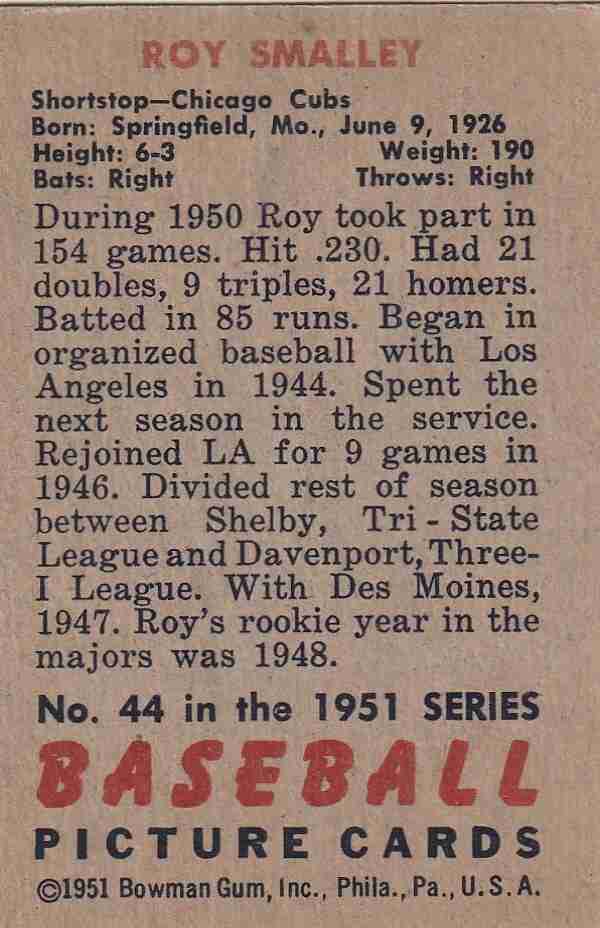 ROY SMALLEY
Shortstop—Chicago Cubs
Born: Springfield, Mo., June 9, 1926
Height: 6-3 Weight: 190
Bats: Right Throws: Right
During 1950 Roy took part in
154 games. Hit .230. Had 21
doubles, 9 triples, 21 homers.
Batted in 85 runs. Began in
organized baseball with Los
Angeles in 1944. Spent the
next season in the service.
Rejoined LA for 9 games in
1946. Divided rest of season
between Shelby, Tri-State
League and Davenport, Three-
I League. With Des Moines,
1947. Roy's rookie year in the
majors was 1948.
No. 44 in the 1951 SERIES
BASEBALL
PICTURE CARDS
©1951 Bowman Gum, Inc., Phila., Pa., U.S.A.